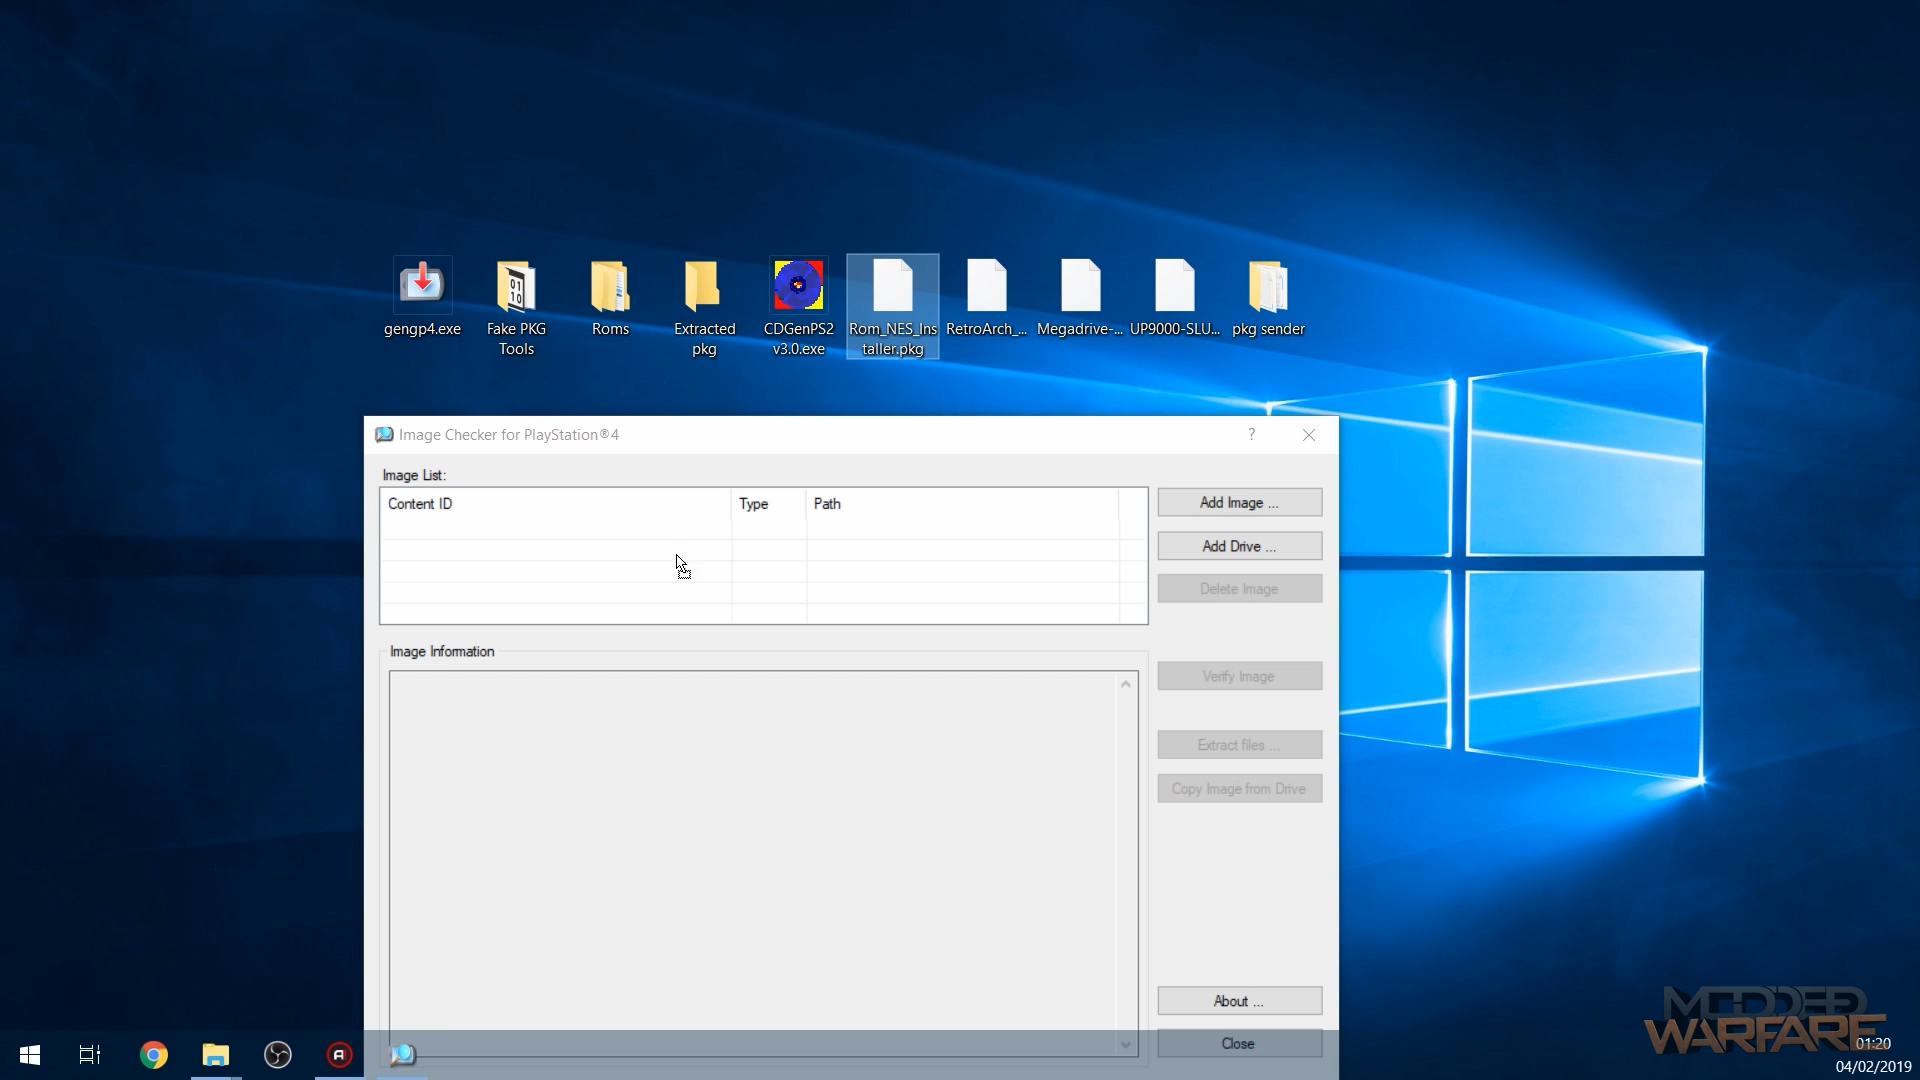 gengp4.exe
Fake PKG
Tools
Roms
Extracted
pkg
CDGenPS2
v3.0.exe
Rom_NES_Ins
taller.pkg
RetroArch_...
Megadrive-...
UP9000-SLU...
pkg sender
Image Checker for PlayStation®4
?
Image List:
Content ID
Type
Path
Add Image ...
Add Drive ...
Delete Image
Image Information
Verify Image
Extract files ...
Copy Image from Drive
About ...
Close
MODDED
WARFARE
01:20
04/02/2019